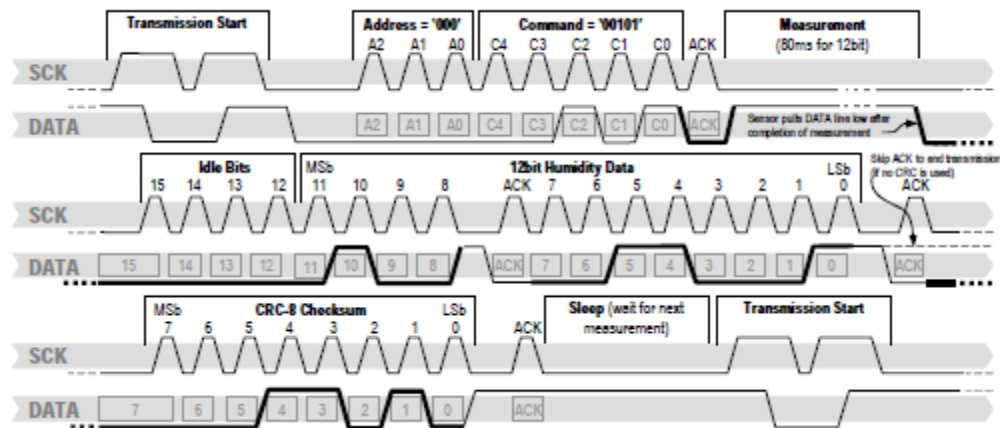 Transmission Start Address = '000' Command = '00101' Measurement
(80ms for 12bit)
A2 A1 A0 C4 C3 C2 C1 C0 ACK
SCK
DATA A2 A1 A0 C4 C3 C2 C1 C0 ACK
Sensor pulls DATA line low after
completion of measurement
Idle Bits MSb 12bit Humidity Data LSb
Skip ACK to end transmission
(if no CRC is used)
15 14 13 12 11 10 9 8 ACK 7 6 5 4 3 2 1 0 ACK
SCK
DATA 15 14 13 12 11 10 9 8 ACK 7 6 5 4 3 2 1 0 ACK
MSb CRC-8 Checksum LSb Sleep (wait for next
measurement) Transmission Start
7 6 5 4 3 2 1 0 ACK
SCK
DATA 7 6 5 4 3 2 1 0 ACK